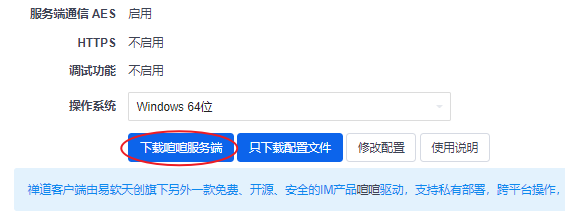 服务端通信 AES 启用
HTTPS 不启用
调试功能 不启用
操作系统 Windows 64位
下载喧喧服务端 只下载配置文件 修改配置 使用说明
禅道客户端由易软天创旗下另外一款免费、开源、安全的IM产品喧喧驱动，支持私有部署，跨平台操作，